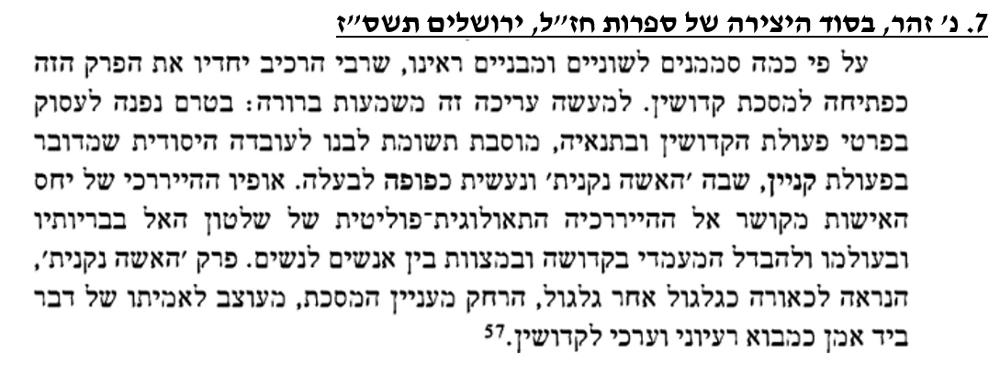 7. נ' זהר, בסוד היצירה של ספרות חז"ל, ירושלים תשס"ז
על פי כמה סממנים לשוניים ומבניים ראינו, שרבי הרכיב יחדיו את הפרק הזה
כפתיחה למסכת קדושין. למעשה עריכה זה משמעות ברורה: בטרם נפנה לעסוק
בפרטי פעולת הקדושין ובתנאיה, מוסבת תשומת לבנו לעובדה היסודית שמדובר
בפעולת קניין, שבה 'האשה נקנית' ונעשית כפופה לבעלה. אופיו ההייררכי של יחס
האישות מקושר אל ההייררכיה התאולוגית־פוליטית של שלטון האל בבריותיו
ובעולמו ולהבדל המעמדי בקדושה ובמצוות בין אנשים לנשים. פרק 'האשה נקנית',
הנראה לכאורה כגלגול אחר גלגול, הרחק מעניין המסכת, מעוצב לאמיתו של דבר
ביד אמן כמבוא רעיוני וערכי לקדושין.57